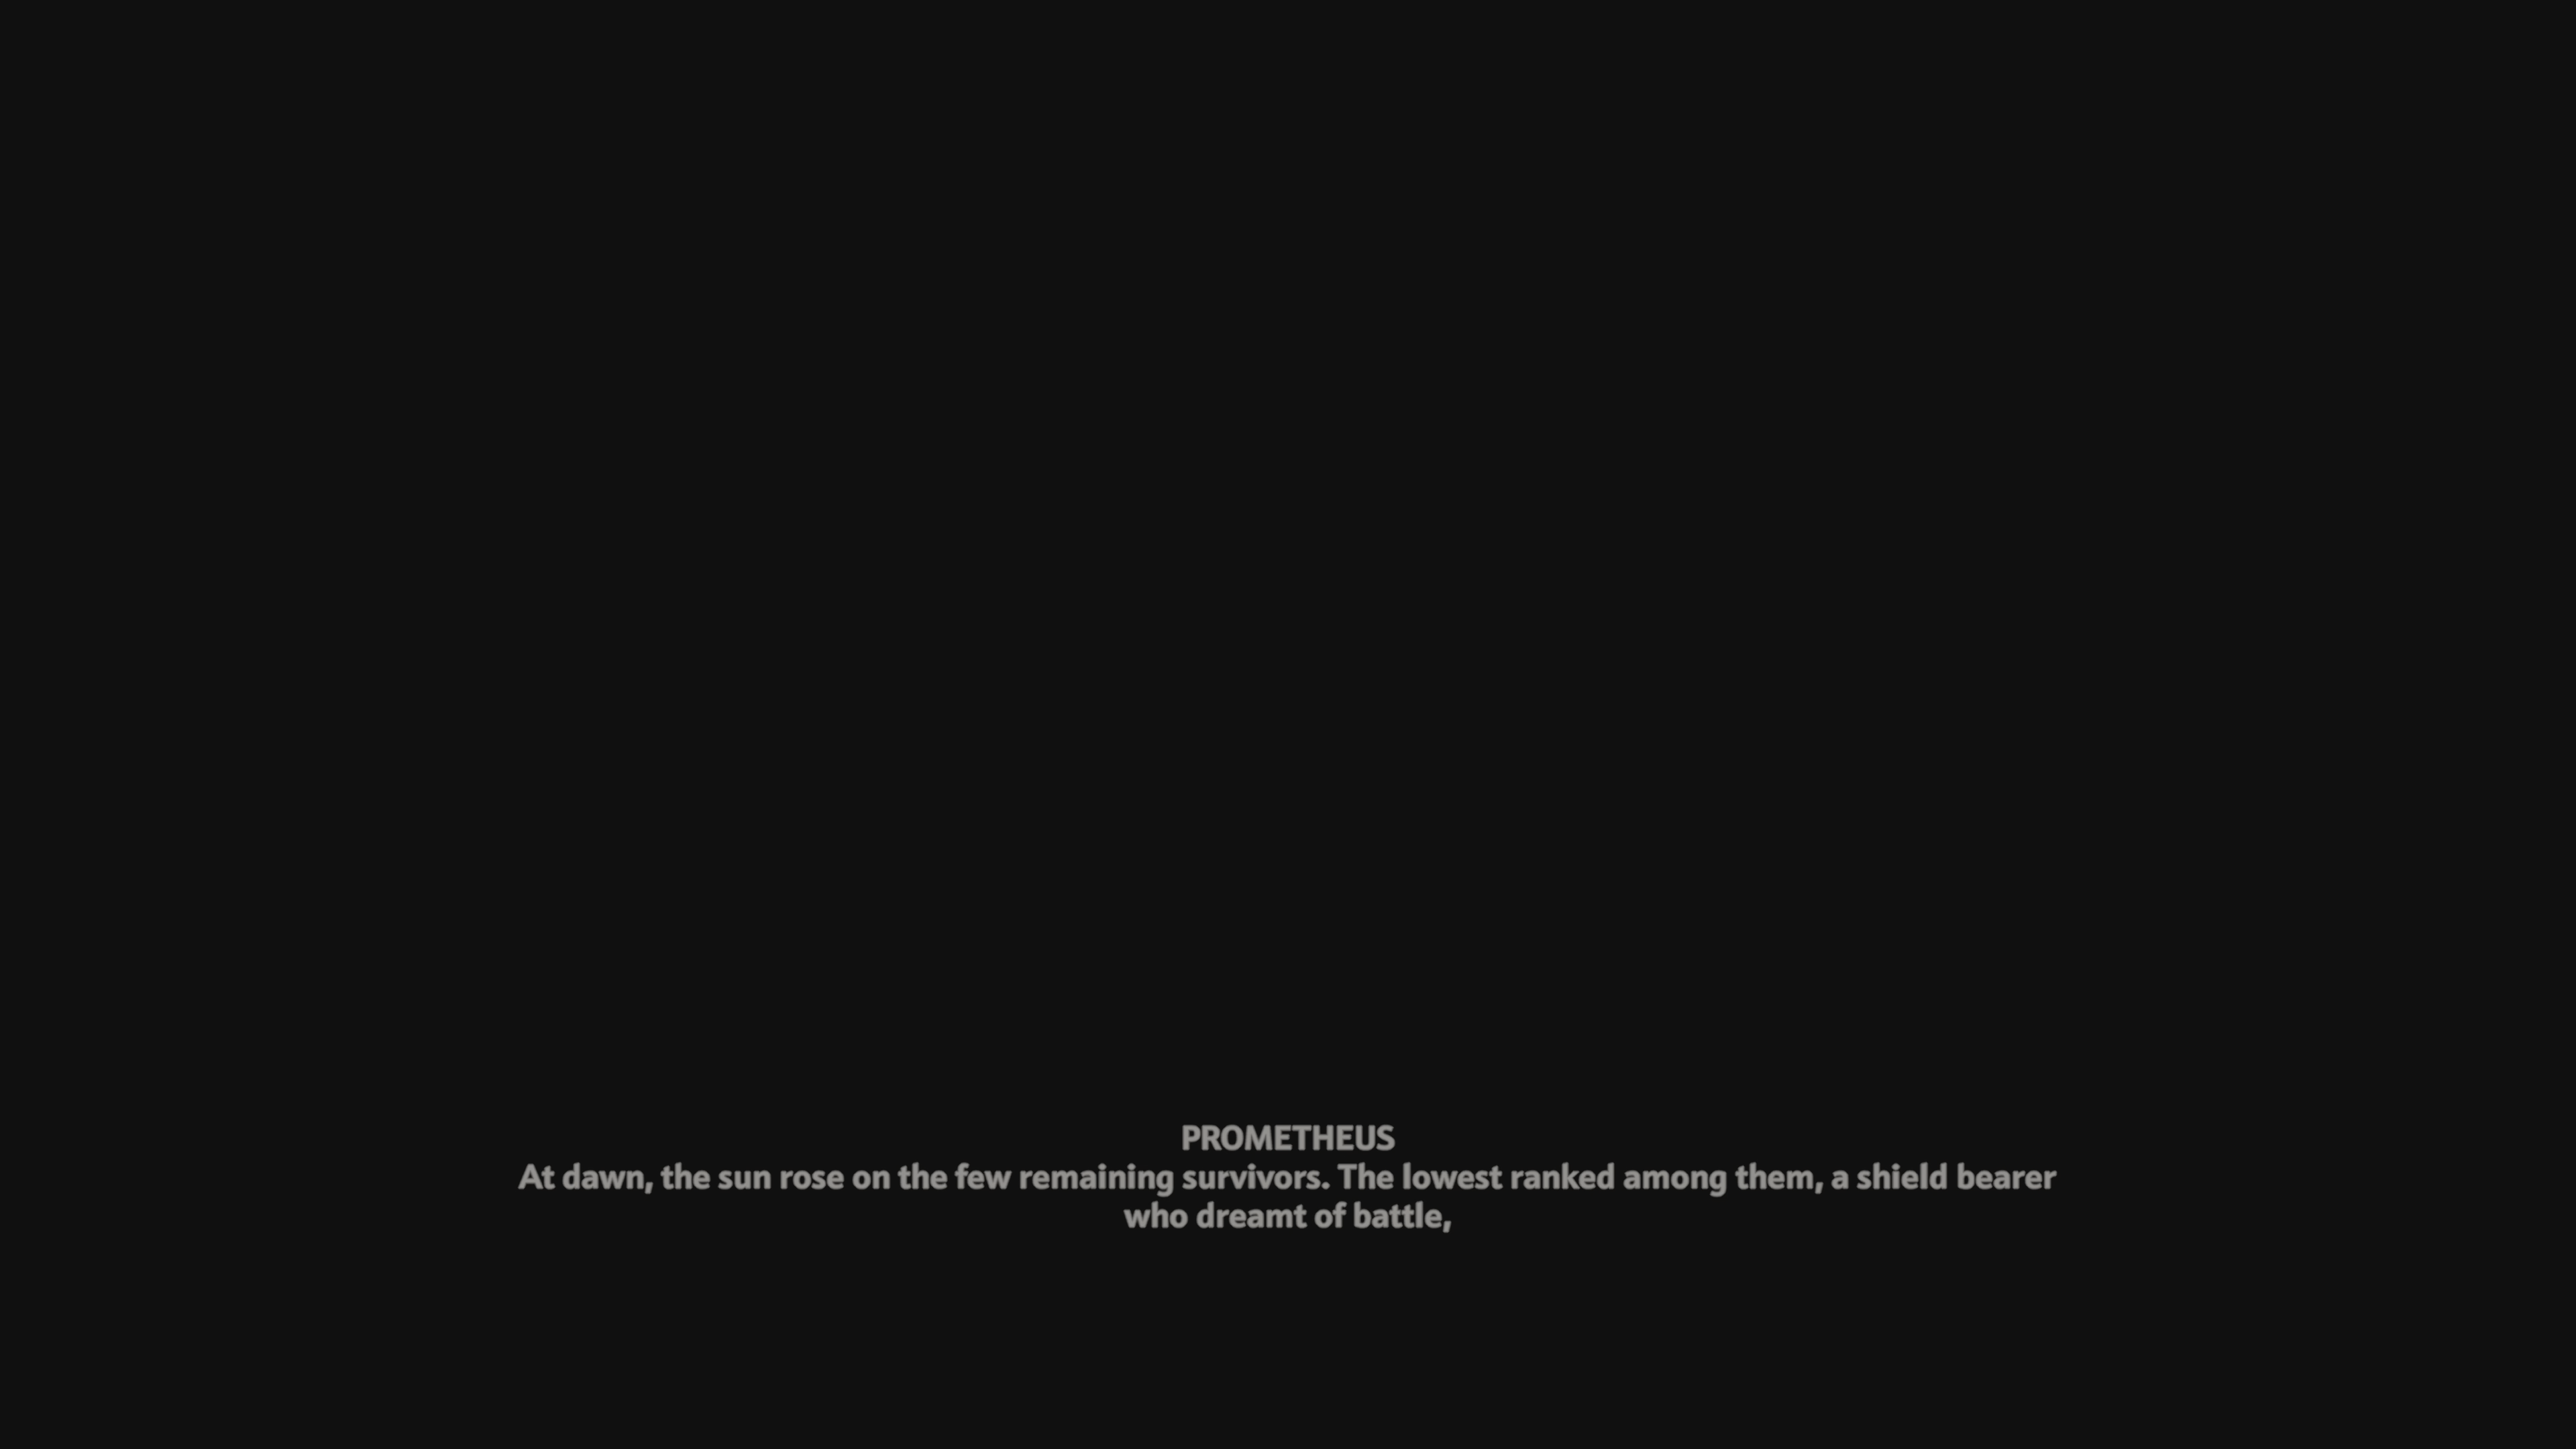 PROMETHEUS
At dawn, the sun rose on the few remaining survivors. The lowest ranked among them, a shield bearer
who dreamt of battle,